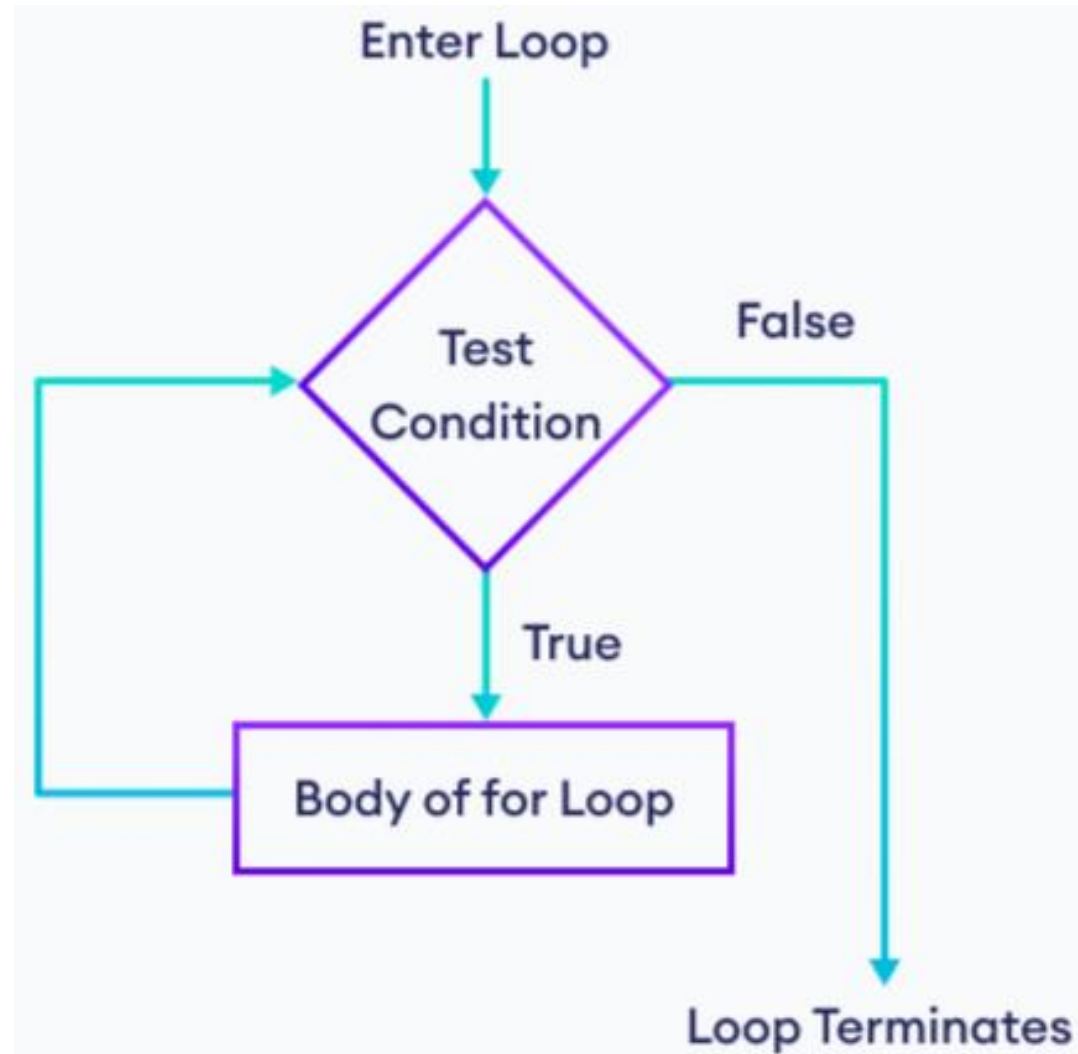 Enter Loop
Test
Condition
False
True
Body of for Loop
Loop Terminates